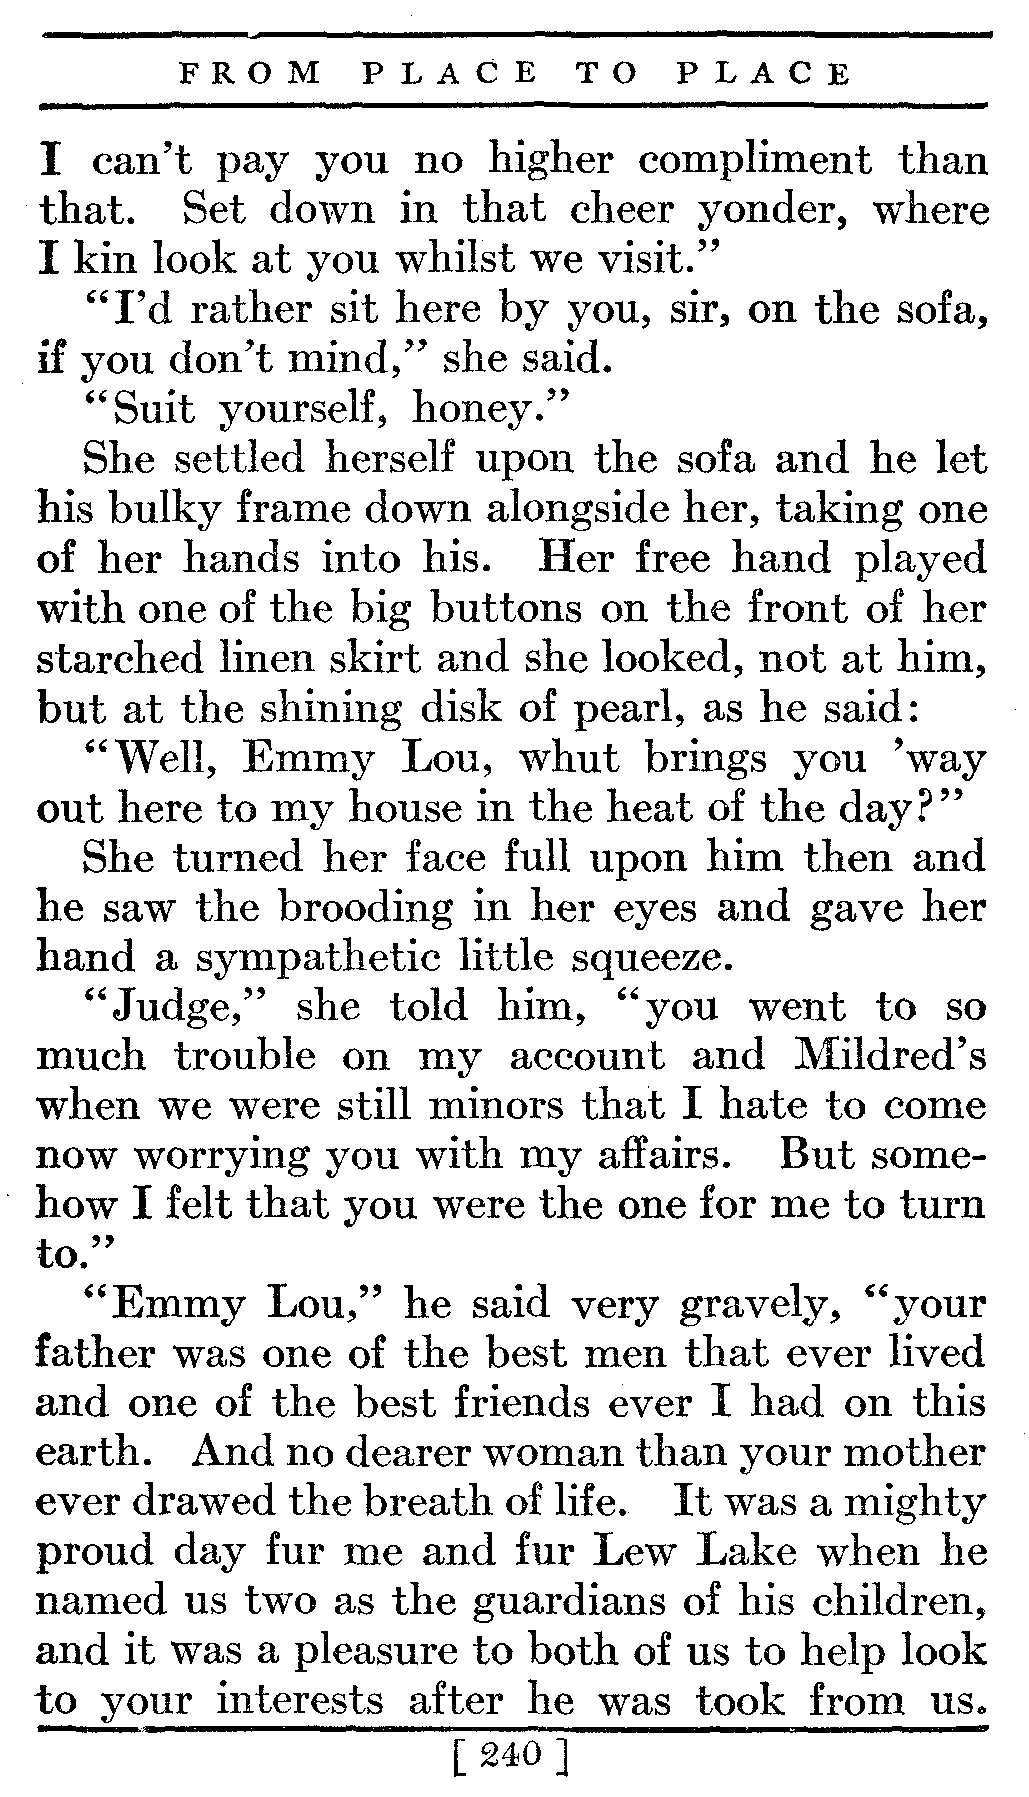 FROM PLACE TO PLACE
I can't pay you no higher compliment than
that. Set down in that cheer yonder, where
I kin look at you whilst we visit."
"I'd rather sit here by you, sir, on the sofa,
if you don't mind," she said.
"Suit yourself, honey."
She settled herself upon the sofa and he let
his bulky frame down alongside her, taking one
of her hands into his. Her free hand played
with one of the big buttons on the front of her
starched linen skirt and she looked, not at him,
but at the shining disk of pearl, as he said:
"Well, Emmy Lou, whut brings you 'way
out here to my house in the heat of the day?"
She turned her face full upon him then and
he saw the brooding in her eyes and gave her
hand a sympathetic little squeeze.
"Judge," she told him, "you went to so
much trouble on my account and Mildred's
when we were still minors that I hate to come
now worrying you with my affairs. But some-
how I felt that you were the one for me to turn
to."
"Emmy Lou," he said very gravely, "your
father was one of the best men that ever lived
and one of the best friends ever I had on this
earth. And no dearer woman than your mother
ever drawed the breath of life. It was a mighty
proud day fur me and fur Lew Lake when he
named us two as the guardians of his children,
and it was a pleasure to both of us to help look
to your interests after he was took from us.
[ 240 ]